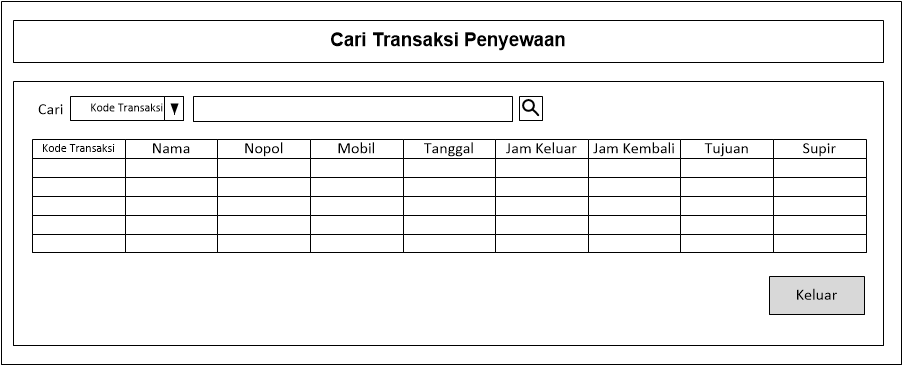 Cari Transaksi Penyewaan
Cari Kode Transaksi
Kode Transaksi Nama Nopol Mobil Tanggal Jam Keluar Jam Kembali Tujuan Supir
Keluar